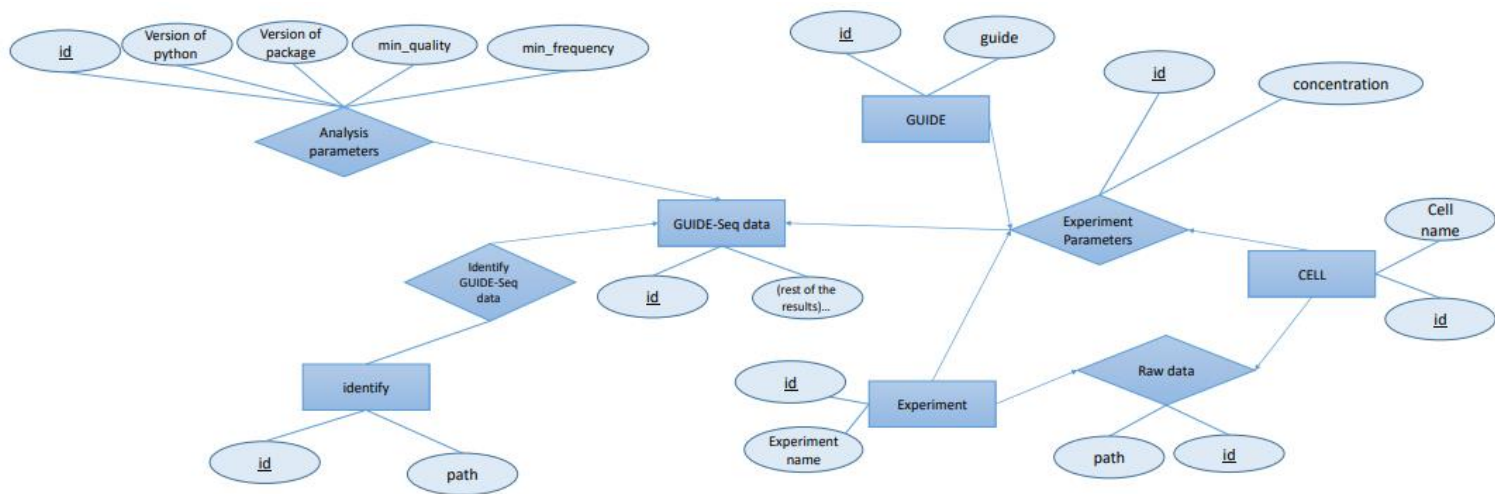 id
Version of
python
Version of
package
min_quality
min_frequency
Analysis
parameters
id
guide
GUIDE
id
concentration
GUIDE-Seq data
Experiment
Parameters
Cell
name
CELL
id
Identify
GUIDE-Seq
data
id
(rest of the
results)...
identify
id
path
id
Experiment
name
Experiment
Raw data
path
id